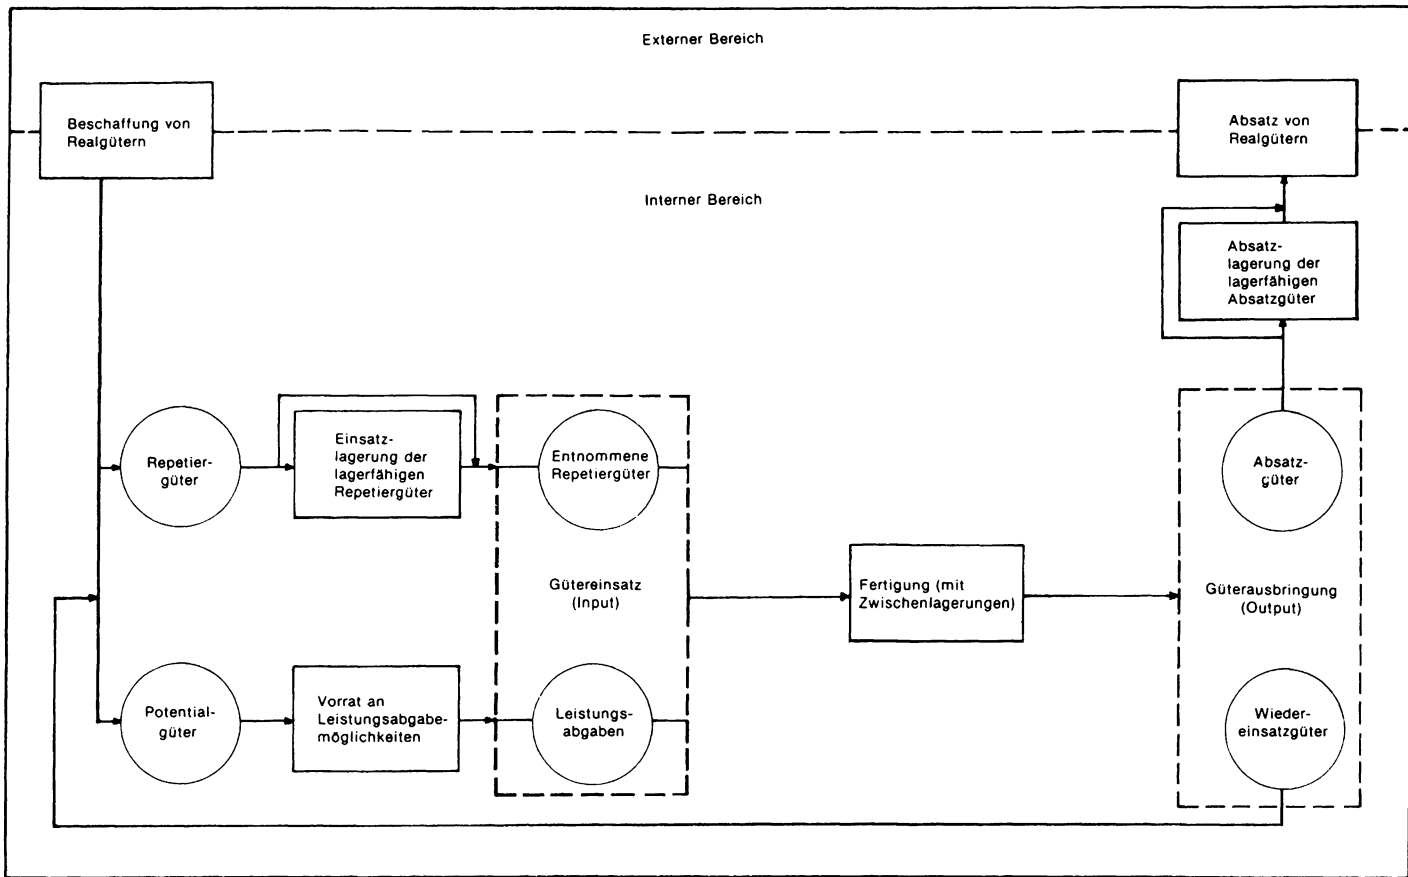 Externer Bereich
Beschaffung von
Realgütern
Absatz von
Realgütern
Interner Bereich
Absatz-
lagerung der
lagerfähigen
Absatzgüter
Repetier-
güter
Einsatz-
lagerung der
lagerfähigen
Repetiergüter
Entnommene
Repetiergüter
Absatz-
güter
Gütereinsatz
(Input)
Fertigung (mit
Zwischenlagerungen)
Güterausbringung
(Output)
Potential-
güter
Vorrat an
Leistungsabgabe-
möglichkeiten
Leistungs-
abgaben
Wieder-
einsatzgüter